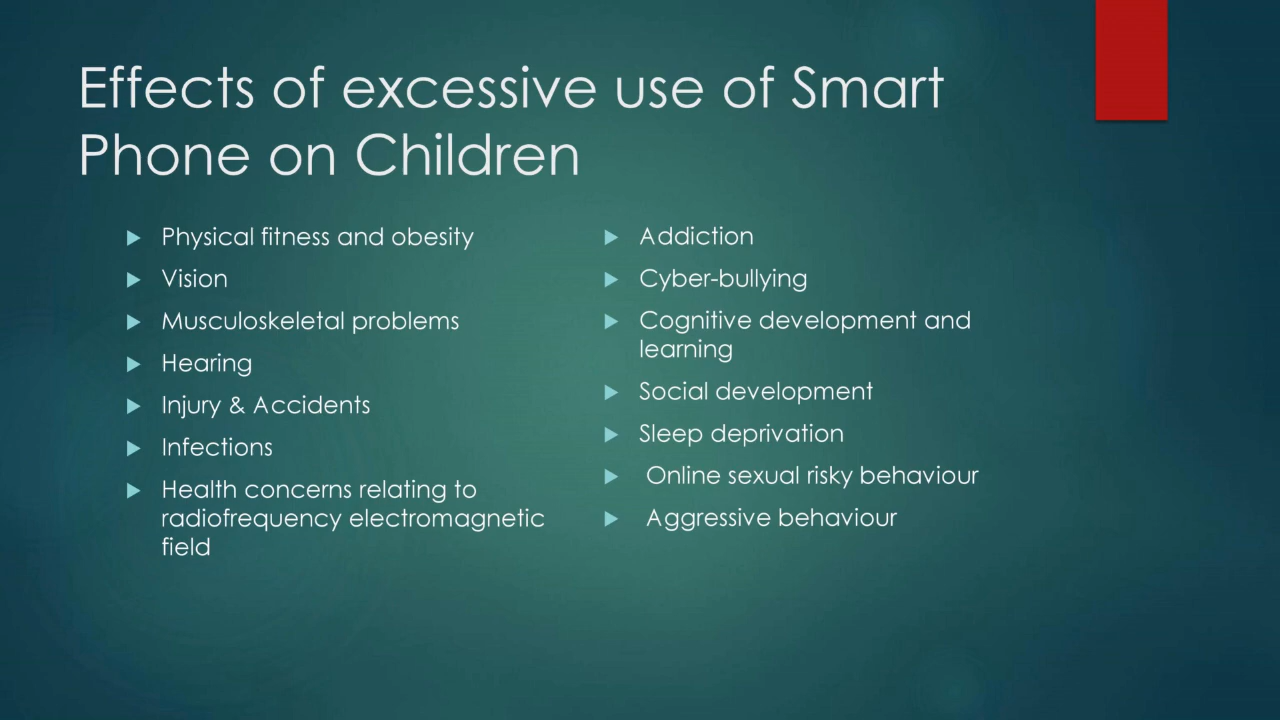 Effects of excessive use of Smart
Phone on Children
Physical fitness and obesity
Vision
Musculoskeletal problems
Hearing
Injury & Accidents
Infections
Health concerns relating to
radiofrequency electromagnetic
field
Addiction
Cyber-bullying
Cognitive development and
learning
Social development
Sleep deprivation
Online sexual risky behaviour
Aggressive behaviour